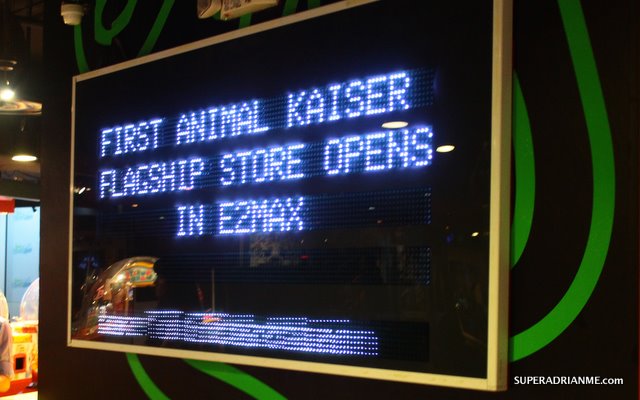 FIRST ANIMAL KAISER
FLAGSHIP STORE OPENS
IN E2MAX
SUPERADRIANME.com